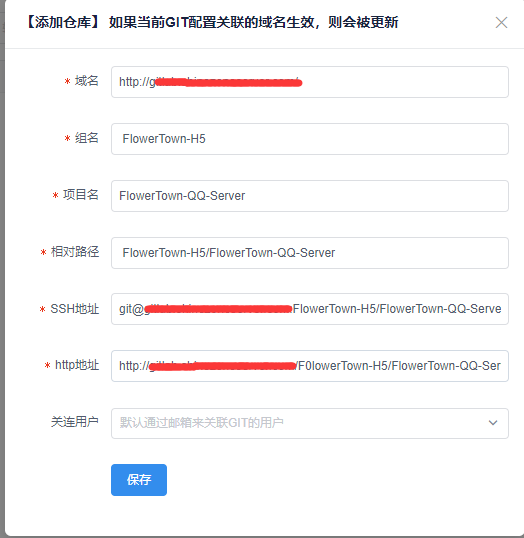 【添加仓库】 如果当前GIT配置关联的域名生效，则会被更新
* 域名 http://g
* 组名 FlowerTown-H5
* 项目名 FlowerTown-QQ-Server
* 相对路径 FlowerTown-H5/FlowerTown-QQ-Server
* SSH地址 git@ FlowerTown-H5/FlowerTown-QQ-Serve
* http地址 http:// /F0lowerTown-H5/FlowerTown-QQ-Ser
关连用户 默认通过邮箱来关联GIT的用户
保存